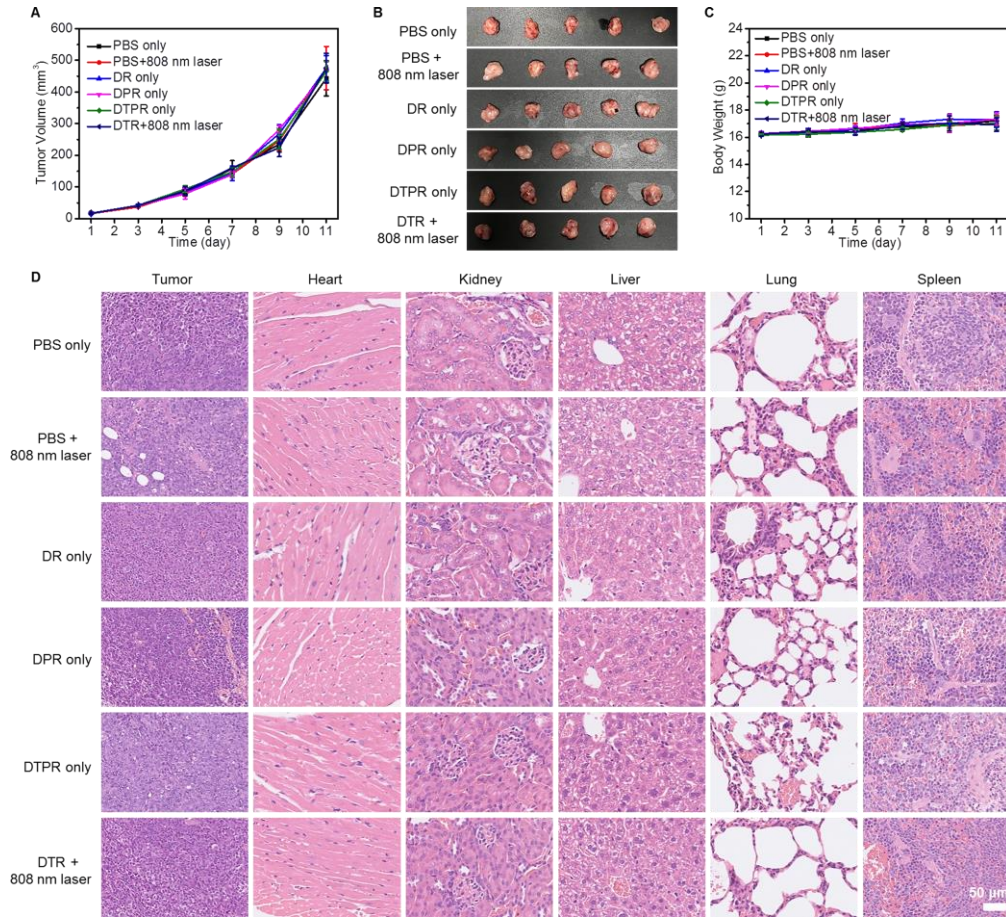 A
Tumor Volume (mm³)
600
500
400
300
200
100
0
PBS only
PBS+808 nm laser
DR only
DPR only
DTPR only
DTR+808 nm laser
1 2 3 4 5 6 7 8 9 10 11
Time (day)
B
PBS only
PBS +
808 nm laser
DR only
DPR only
DTPR only
DTR +
808 nm laser
C
Body Weight (g)
24
22
20
18
16
14
12
10
PBS only
PBS+808 nm laser
DR only
DPR only
DTPR only
DTR+808 nm laser
1 2 3 4 5 6 7 8 9 10 11
Time (day)
D
Tumor Heart Kidney Liver Lung Spleen
PBS only
PBS +
808 nm laser
DR only
DPR only
DTPR only
DTR +
808 nm laser
50 μm